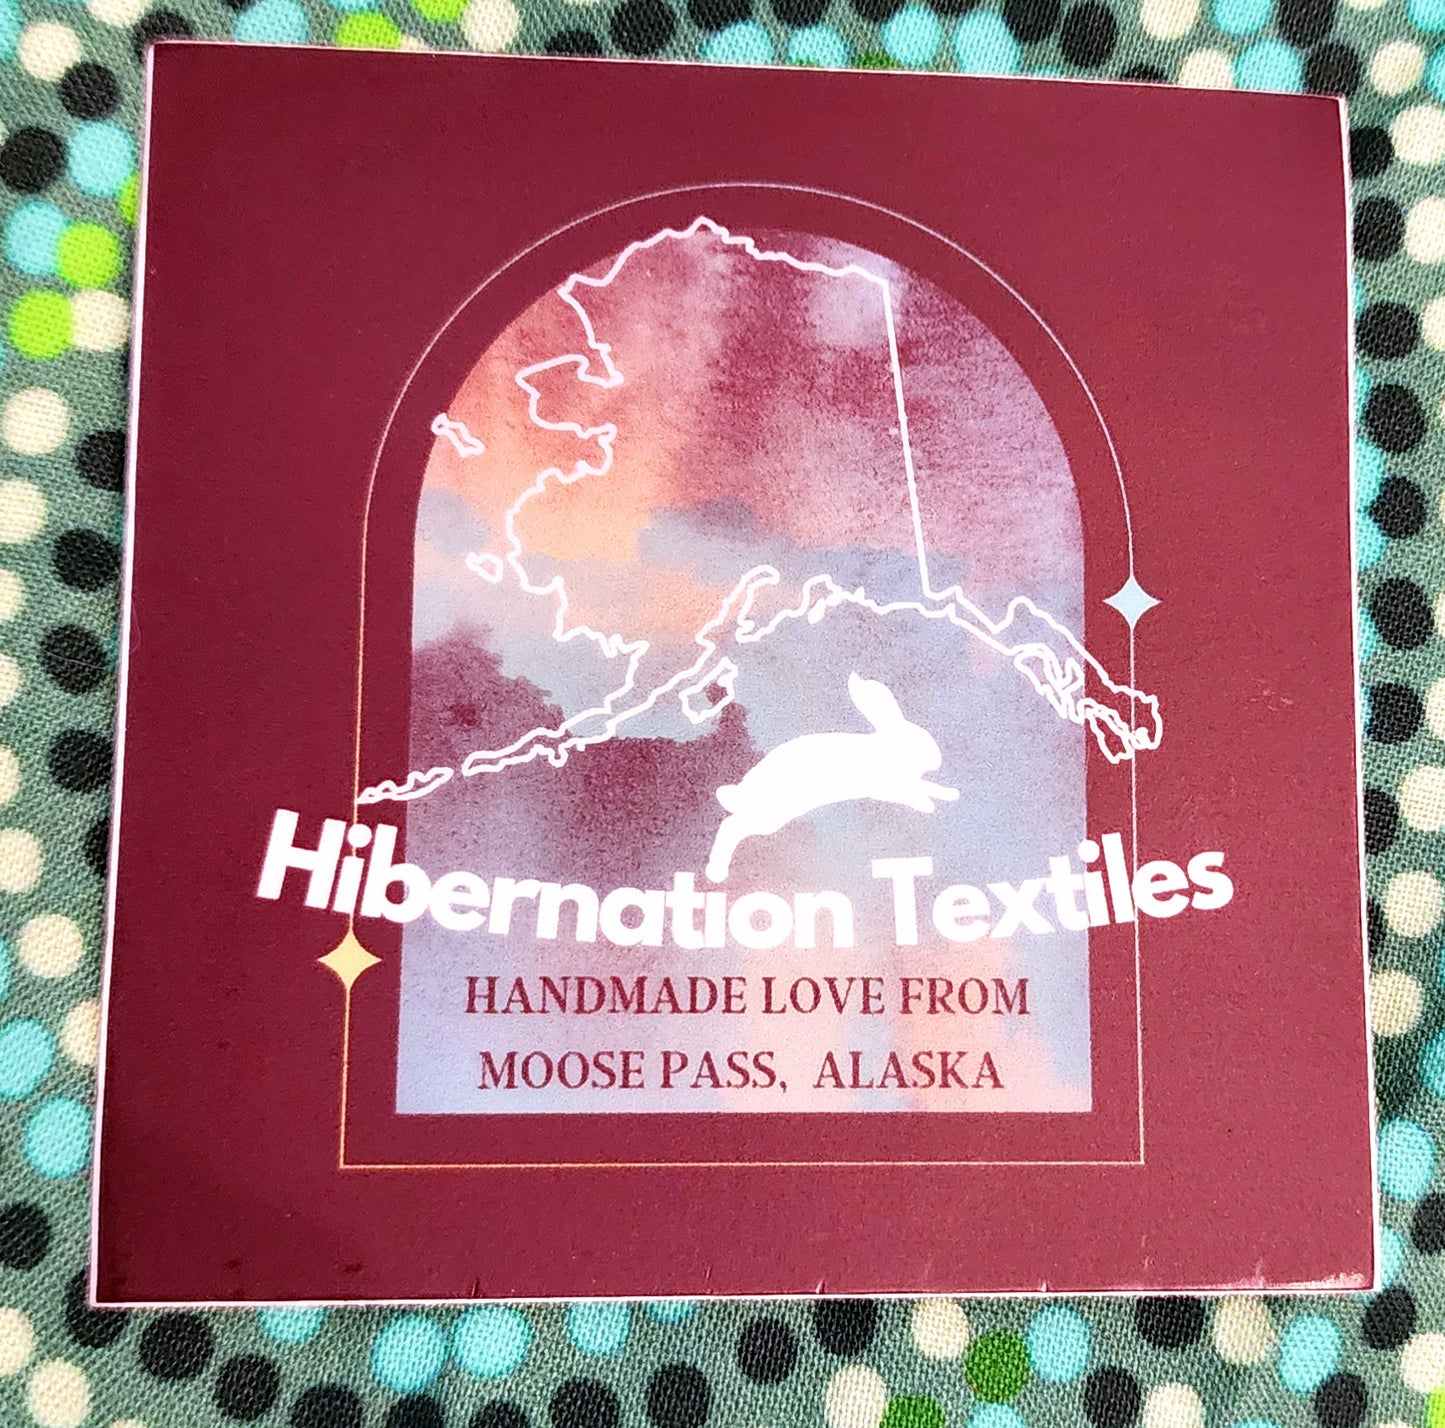 Hibernation Textiles
HANDMADE LOVE FROM
MOOSE PASS, ALASKA